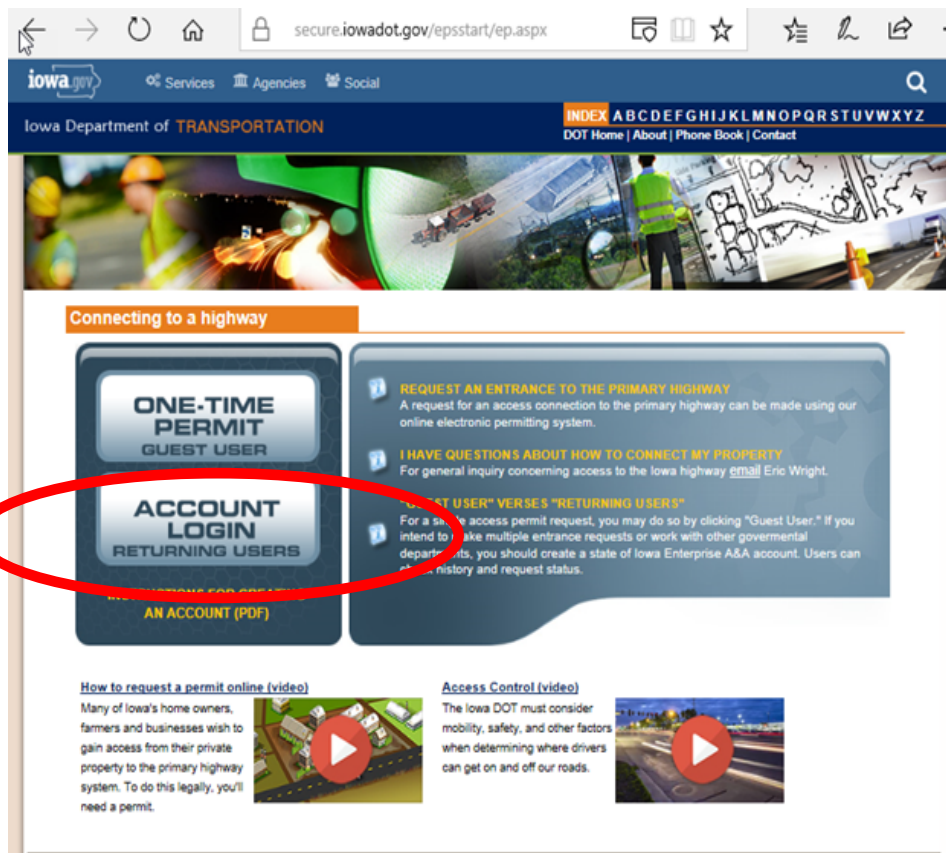 secure.iowadot.gov/epsstart/ep.aspx
iowa.gov Services Agencies Social
Iowa Department of TRANSPORTATION
INDEX A B C D E F G H I J K L M N O P Q R S T U V W X Y Z
DOT Home | About | Phone Book | Contact
Connecting to a highway
ONE-TIME
PERMIT
GUEST USER
ACCOUNT
LOGIN
RETURNING USERS
INSTRUCTIONS FOR CREATING
AN ACCOUNT (PDF)
REQUEST AN ENTRANCE TO THE PRIMARY HIGHWAY
A request for an access connection to the primary highway can be made using our
online electronic permitting system.
I HAVE QUESTIONS ABOUT HOW TO CONNECT MY PROPERTY
For general inquiry concerning access to the Iowa highway email Eric Wright.
"GUEST USER" VERSES "RETURNING USERS"
For a single access permit request, you may do so by clicking "Guest User." If you
intend to make multiple entrance requests or work with other govermental
departments, you should create a state of Iowa Enterprise A&A account. Users can
check history and request status.
How to request a permit online (video)
Many of Iowa's home owners,
farmers and businesses wish to
gain access from their private
property to the primary highway
system. To do this legally, you'll
need a permit.
Access Control (video)
The Iowa DOT must consider
mobility, safety, and other factors
when determining where drivers
can get on and off our roads.